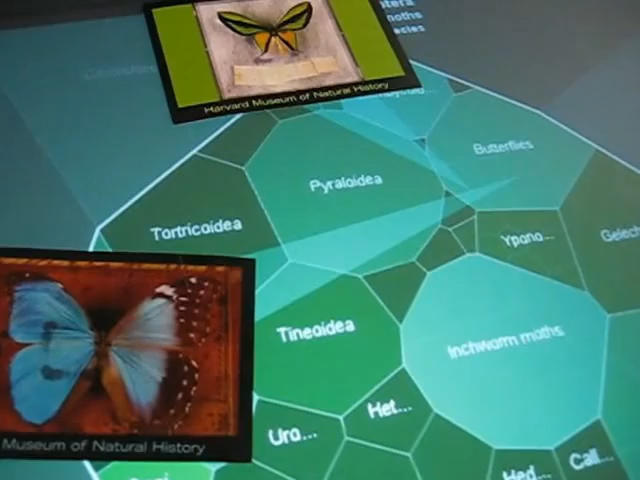 moths
Harvard Museum of Natural History
Butterflies
Pyraloidea
Tortricoidea
Ypono...
Gelech
Tineoidea
Inchworm moths
Het...
Uro...
Museum of Natural History
Call...
Hed...